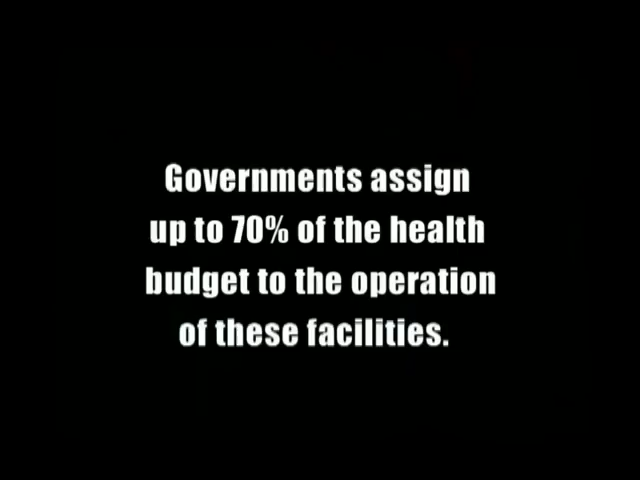 Governments assign
up to 70% of the health
budget to the operation
of these facilities.